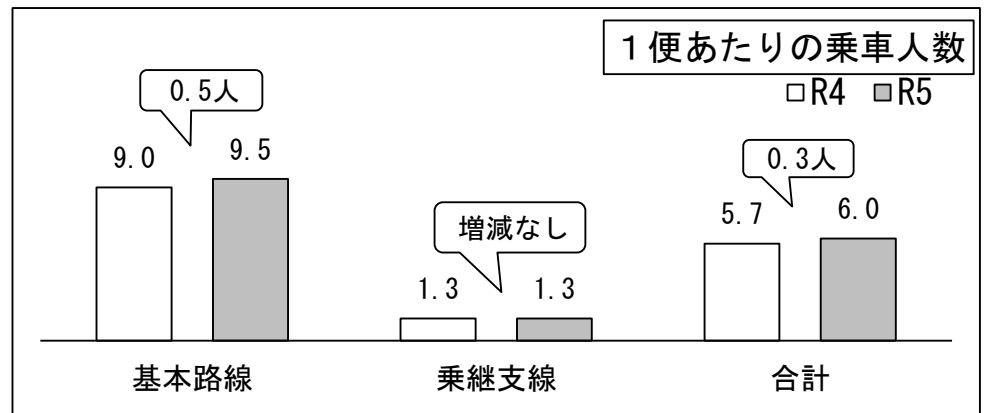 １便あたりの乗車人数
□R4 ■R5
0.5人
9.0 9.5
増減なし
1.3 1.3
0.3人
5.7 6.0
基本路線 乗継支線 合計